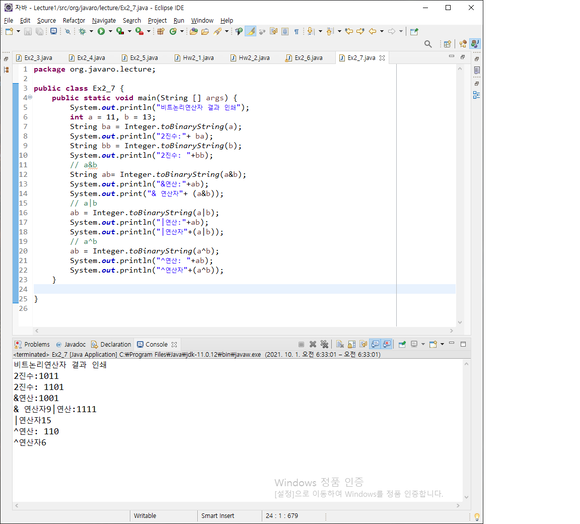 자바 - Lecture1/src/org/javaro/lecture/Ex2_7.java - Eclipse IDE
File Edit Source Refactor Navigate Search Project Run Window Help
Ex2_3.java Ex2_4.java Ex2_5.java Hw2_1.java Hw2_2.java Ex2_6.java Ex2_7.java
1 package org.javaro.lecture;
2
3 public class Ex2_7 {
4 public static void main(String [] args) {
5 System.out.println("비트논리연산자 결과 인쇄");
6 int a = 11, b = 13;
7 String ba = Integer.toBinaryString(a);
8 System.out.println("2진수:"+ ba);
9 String bb = Integer.toBinaryString(b);
10 System.out.println("2진수: "+bb);
11 // a&b
12 String ab= Integer.toBinaryString(a&b);
13 System.out.println("&연산:"+ab);
14 System.out.print("& 연산자"+ (a&b));
15 // a|b
16 ab = Integer.toBinaryString(a|b);
17 System.out.println("|연산:"+ab);
18 System.out.println("|연산자"+(a|b));
19 // a^b
20 ab = Integer.toBinaryString(a^b);
21 System.out.println("^연산: "+ab);
22 System.out.println("^연산자"+(a^b));
23 }
24
25 }
26
Problems Javadoc Declaration Console
<terminated> Ex2_7 [Java Application] C:₩Program Files₩Java₩jdk-11.0.12₩bin₩javaw.exe (2021. 10. 1. 오전 6:33:01 – 오전 6:33:01)
비트논리연산자 결과 인쇄
2진수:1011
2진수: 1101
&연산:1001
& 연산자9|연산:1111
|연산자15
^연산: 110
^연산자6
Windows 정품 인증
[설정]으로 이동하여 Windows를 정품 인증합니다.
Writable Smart Insert 24 : 1 : 679